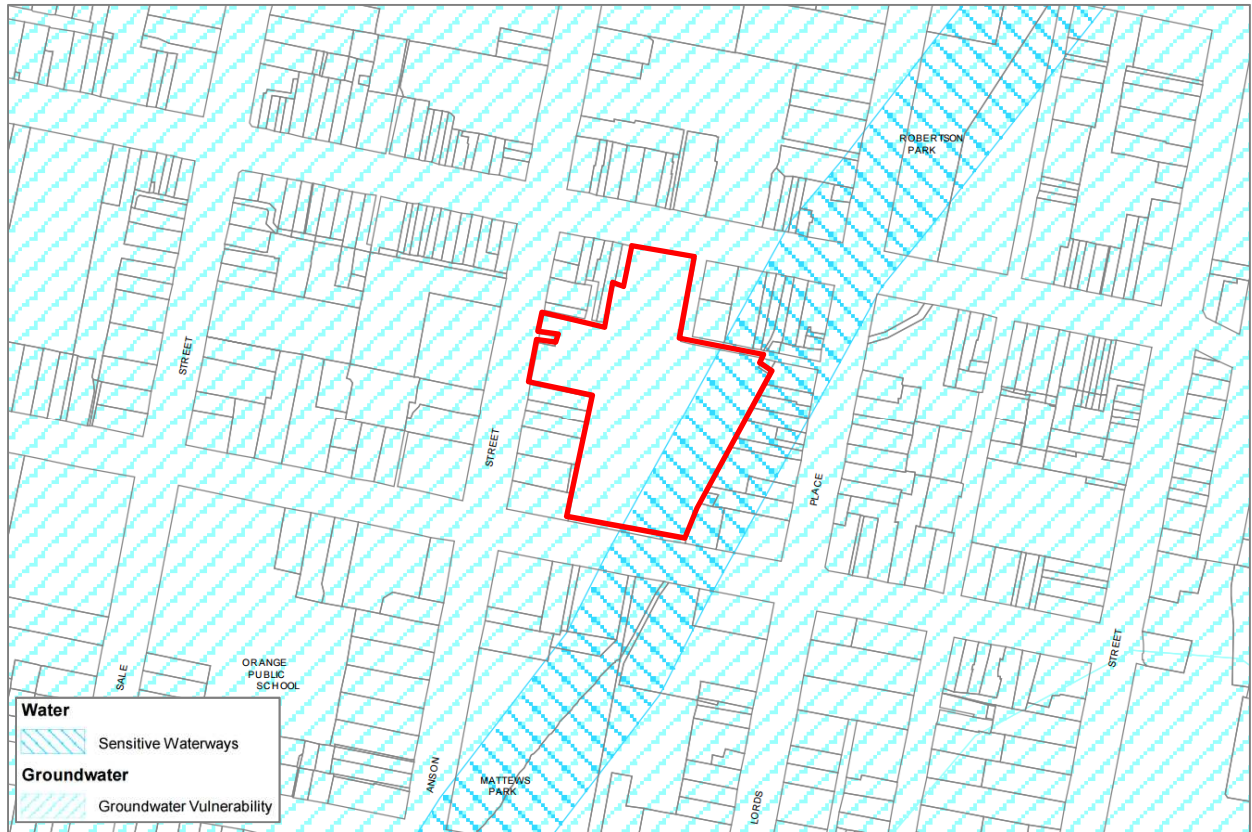 ROBERTSON
PARK
STREET
STREET
PLACE
STREET
SALE
ORANGE
PUBLIC
SCHOOL
ANSON
MATTEWS
PARK
LORDS
Water
Sensitive Waterways
Groundwater
Groundwater Vulnerability